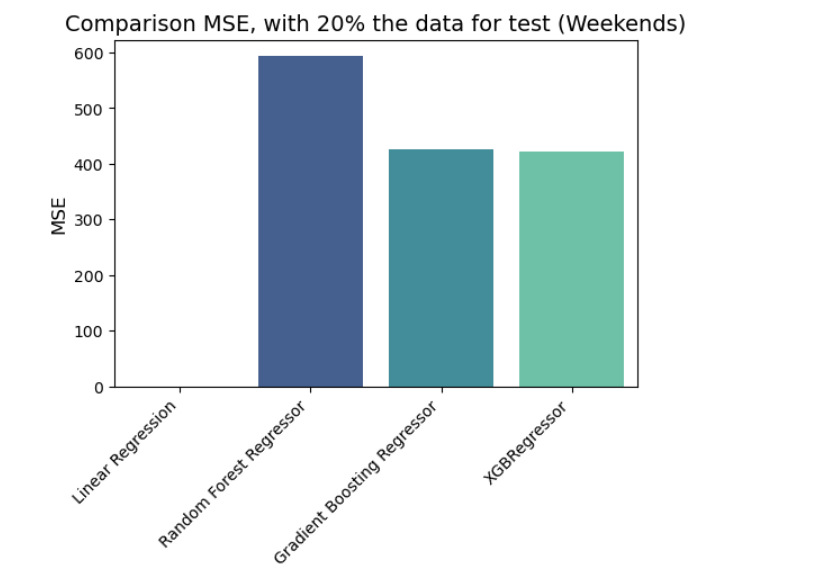 Comparison MSE, with 20% the data for test (Weekends)
MSE
600
500
400
300
200
100
0
Linear Regression
Random Forest Regressor
Gradient Boosting Regressor
XGBRegressor